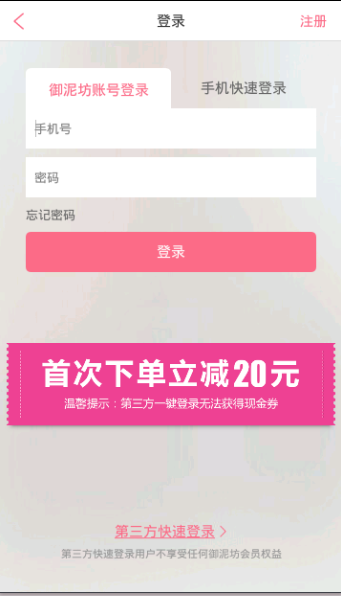 登录
注册
御泥坊账号登录
手机快速登录
手机号
密码
忘记密码
登录
首次下单立减20元
温馨提示：第三方一键登录无法获得现金券
第三方快速登录
第三方快速登录用户不享受任何御泥坊会员权益